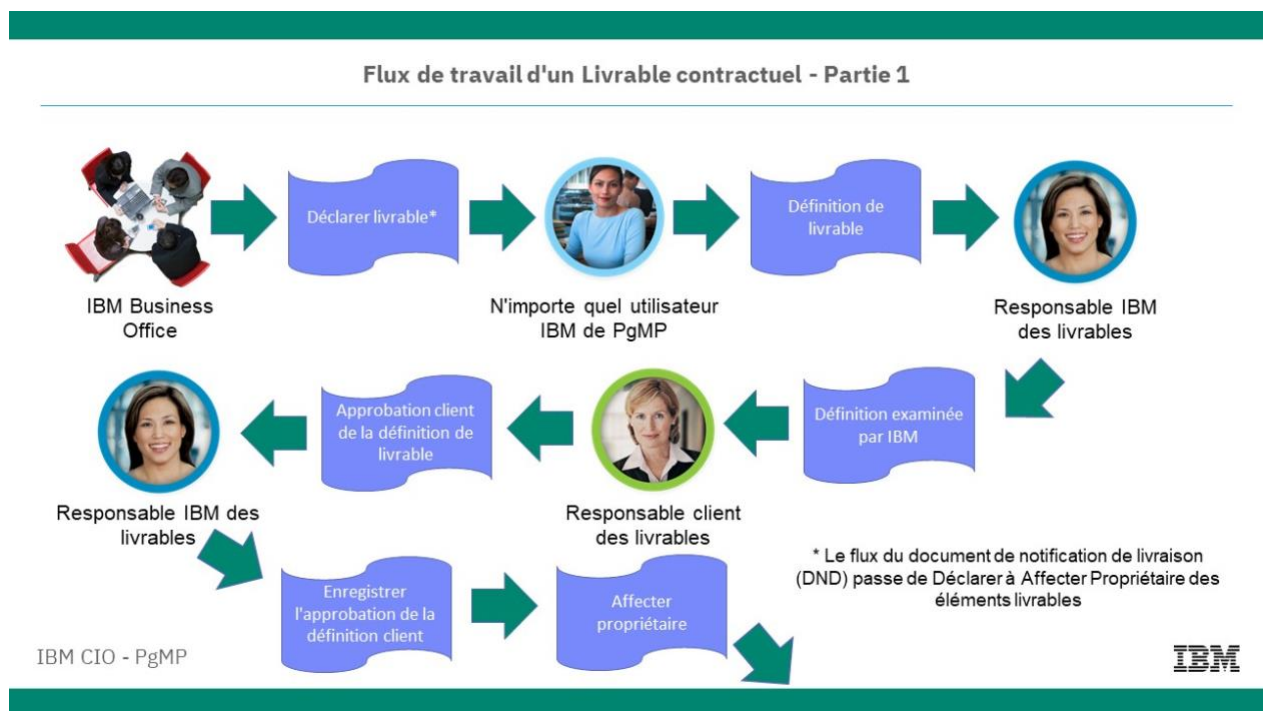 Flux de travail d'un Livrable contractuel - Partie 1
Déclarer livrable*
Définition de
livrable
IBM Business
Office
N'importe quel utilisateur
IBM de PgMP
Responsable IBM
des livrables
Définition examinée
par IBM
Approbation client
de la définition de
livrable
Responsable client
des livrables
Responsable IBM des
livrables
Enregistrer
l'approbation de la
définition client
Affecter
propriétaire
* Le flux du document de notification de livraison
(DND) passe de Déclarer à Affecter Propriétaire des
éléments livrables
IBM CIO - PgMP
IBM